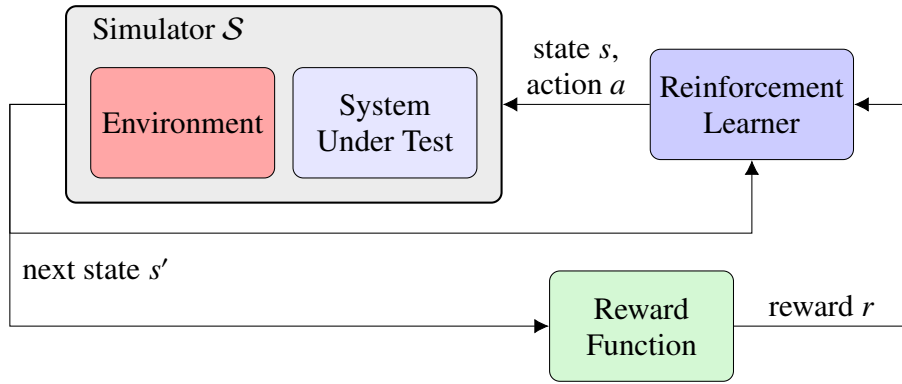 Simulator 𝒮
Environment
System
Under Test
state s,
action a
Reinforcement
Learner
next state s′
Reward
Function
reward r